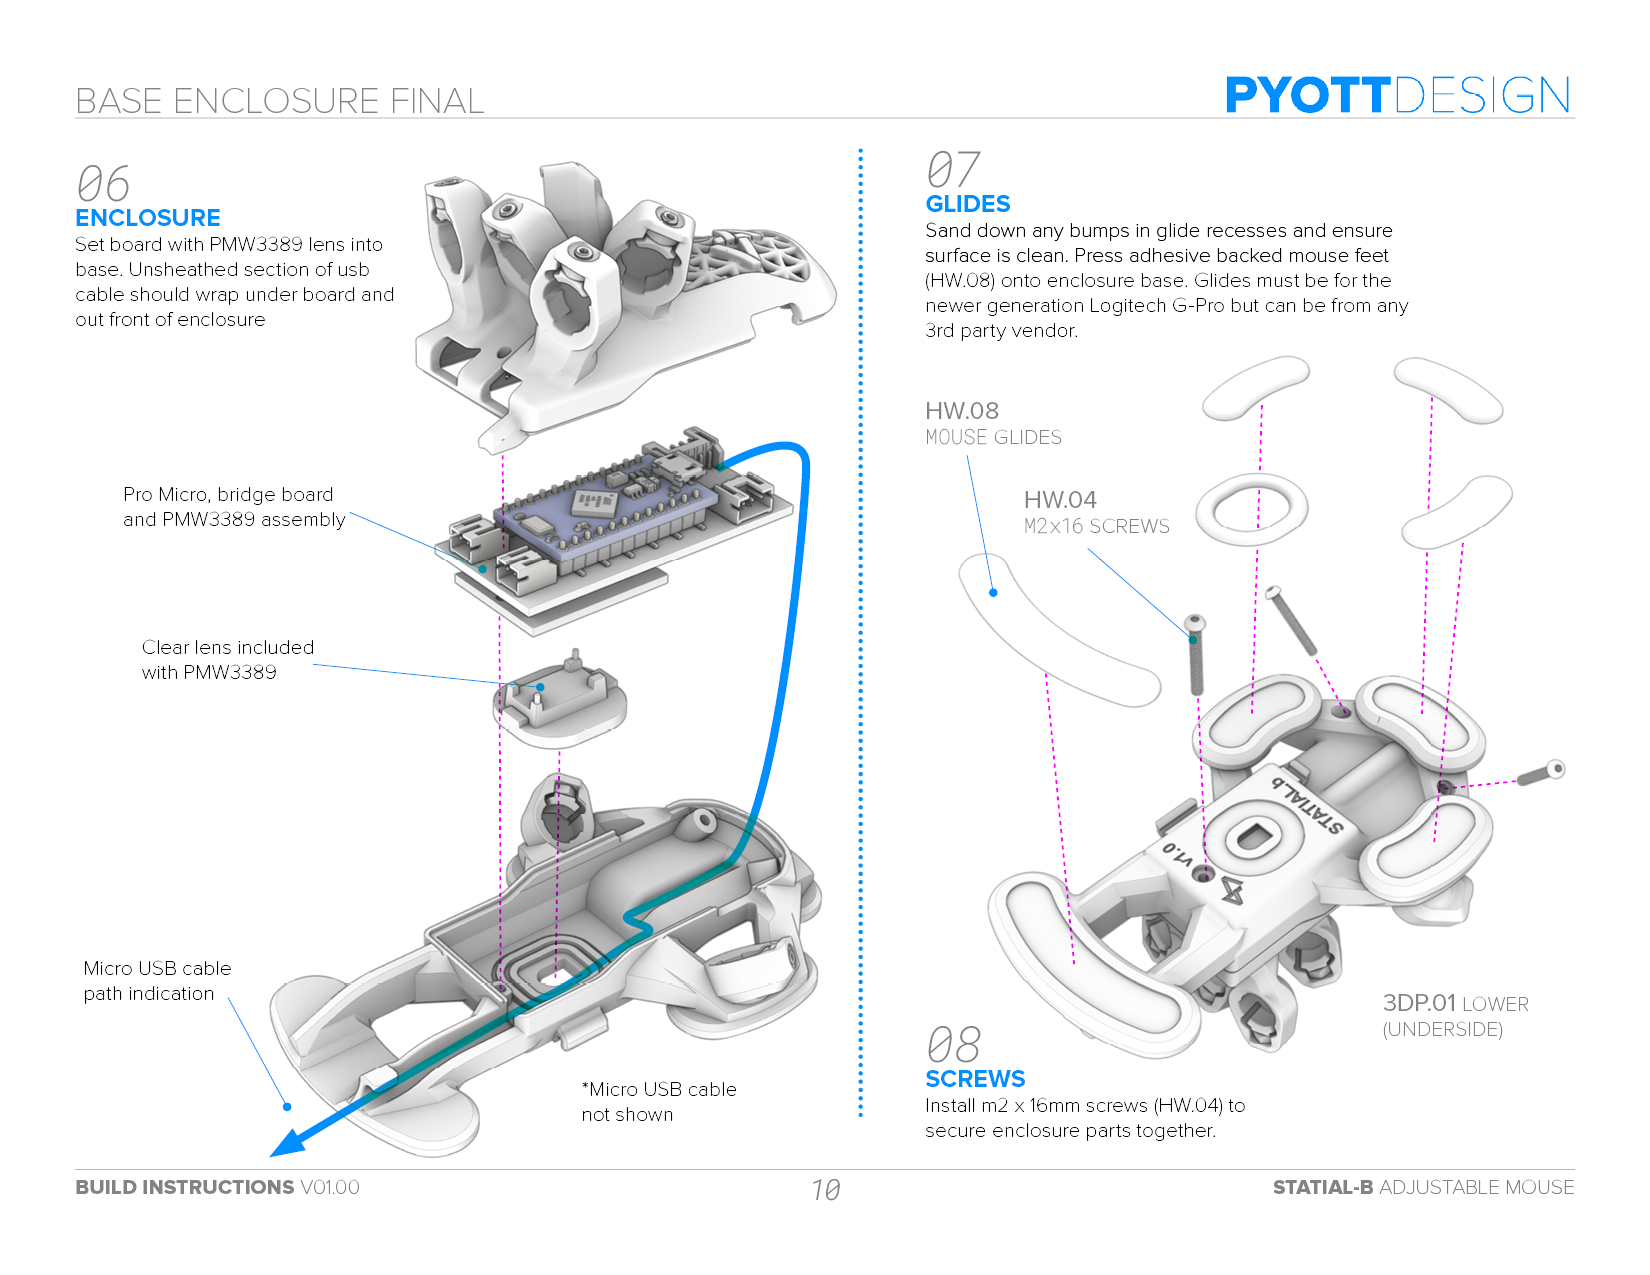 BASE ENCLOSURE FINAL
PYOTTDESIGN
06
ENCLOSURE
Set board with PMW3389 lens into
base. Unsheathed section of usb
cable should wrap under board and
out front of enclosure
Pro Micro, bridge board
and PMW3389 assembly
Clear lens included
with PMW3389
Micro USB cable
path indication
*Micro USB cable
not shown
07
GLIDES
Sand down any bumps in glide recesses and ensure
surface is clean. Press adhesive backed mouse feet
(HW.08) onto enclosure base. Glides must be for the
newer generation Logitech G-Pro but can be from any
3rd party vendor.
HW.08
MOUSE GLIDES
HW.04
M2x16 SCREWS
STATIAL.b
v1.0
3DP.01 LOWER
(UNDERSIDE)
08
SCREWS
Install m2 x 16mm screws (HW.04) to
secure enclosure parts together.
BUILD INSTRUCTIONS V01.00
10
STATIAL-B ADJUSTABLE MOUSE